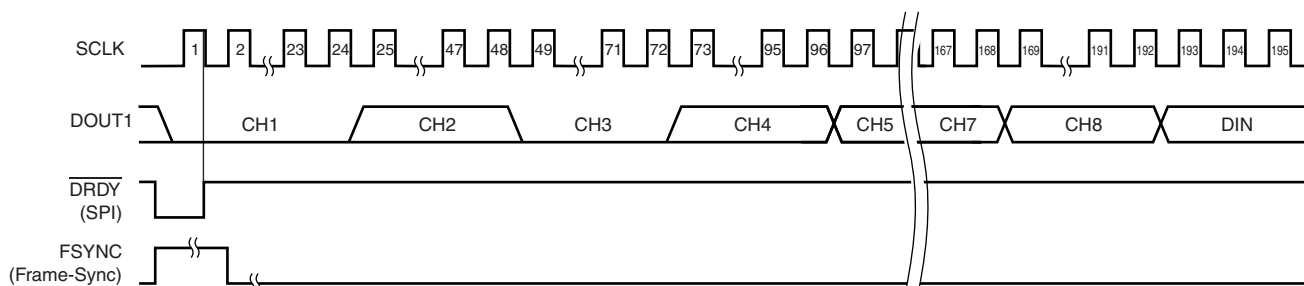 SCLK 1 2 23 24 25 47 48 49 71 72 73 95 96 97 167 168 169 191 192 193 194 195
DOUT1 CH1 CH2 CH3 CH4 CH5 CH7 CH8 DIN
DRDY
(SPI)
FSYNC
(Frame-Sync)